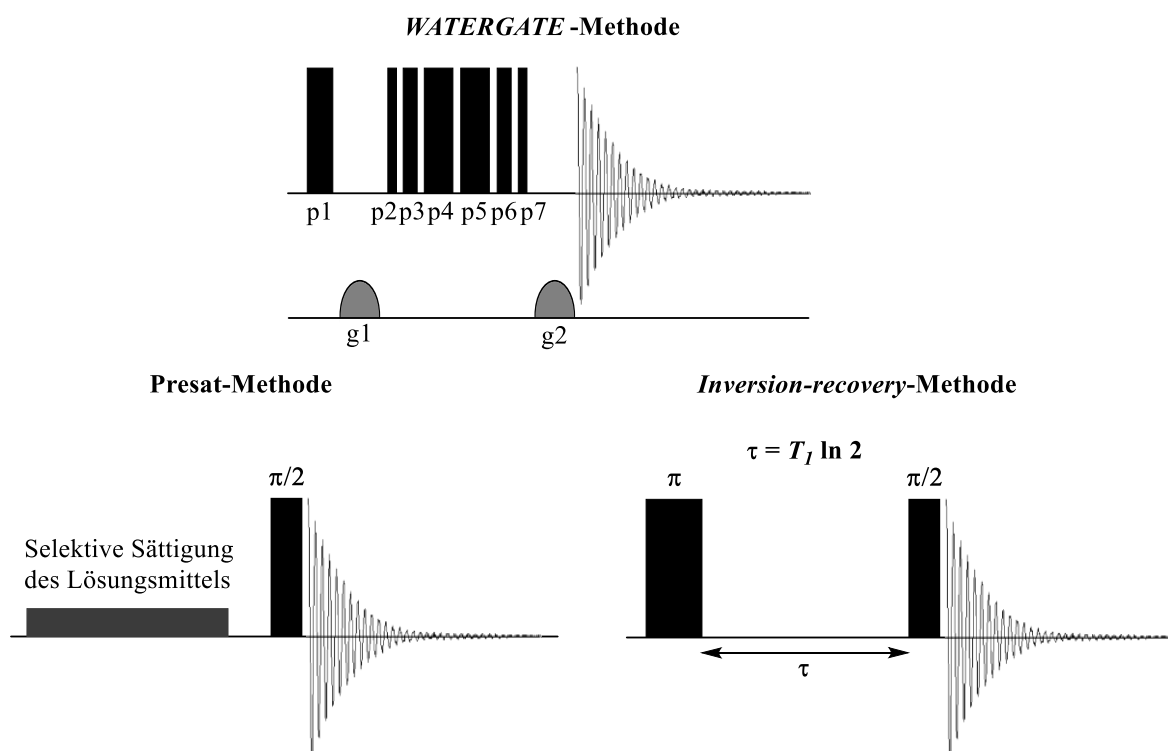 WATERGATE -Methode
p1
p2 p3 p4 p5 p6 p7
g1
g2
Presat-Methode
π/2
Selektive Sättigung
des Lösungsmittels
Inversion-recovery-Methode
τ = T1 ln 2
π
π/2
τ